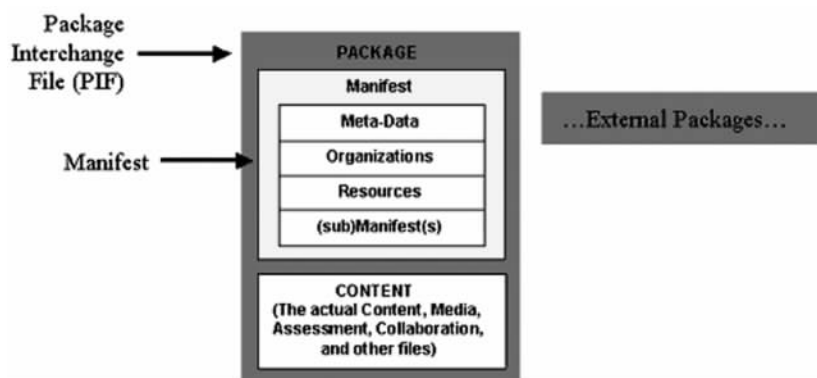 Package
Interchange
File (PIF)
PACKAGE
Manifest
Meta-Data
Organizations
Resources
(sub)Manifest(s)
Manifest
…External Packages…
CONTENT
(The actual Content, Media,
Assessment, Collaboration,
and other files)